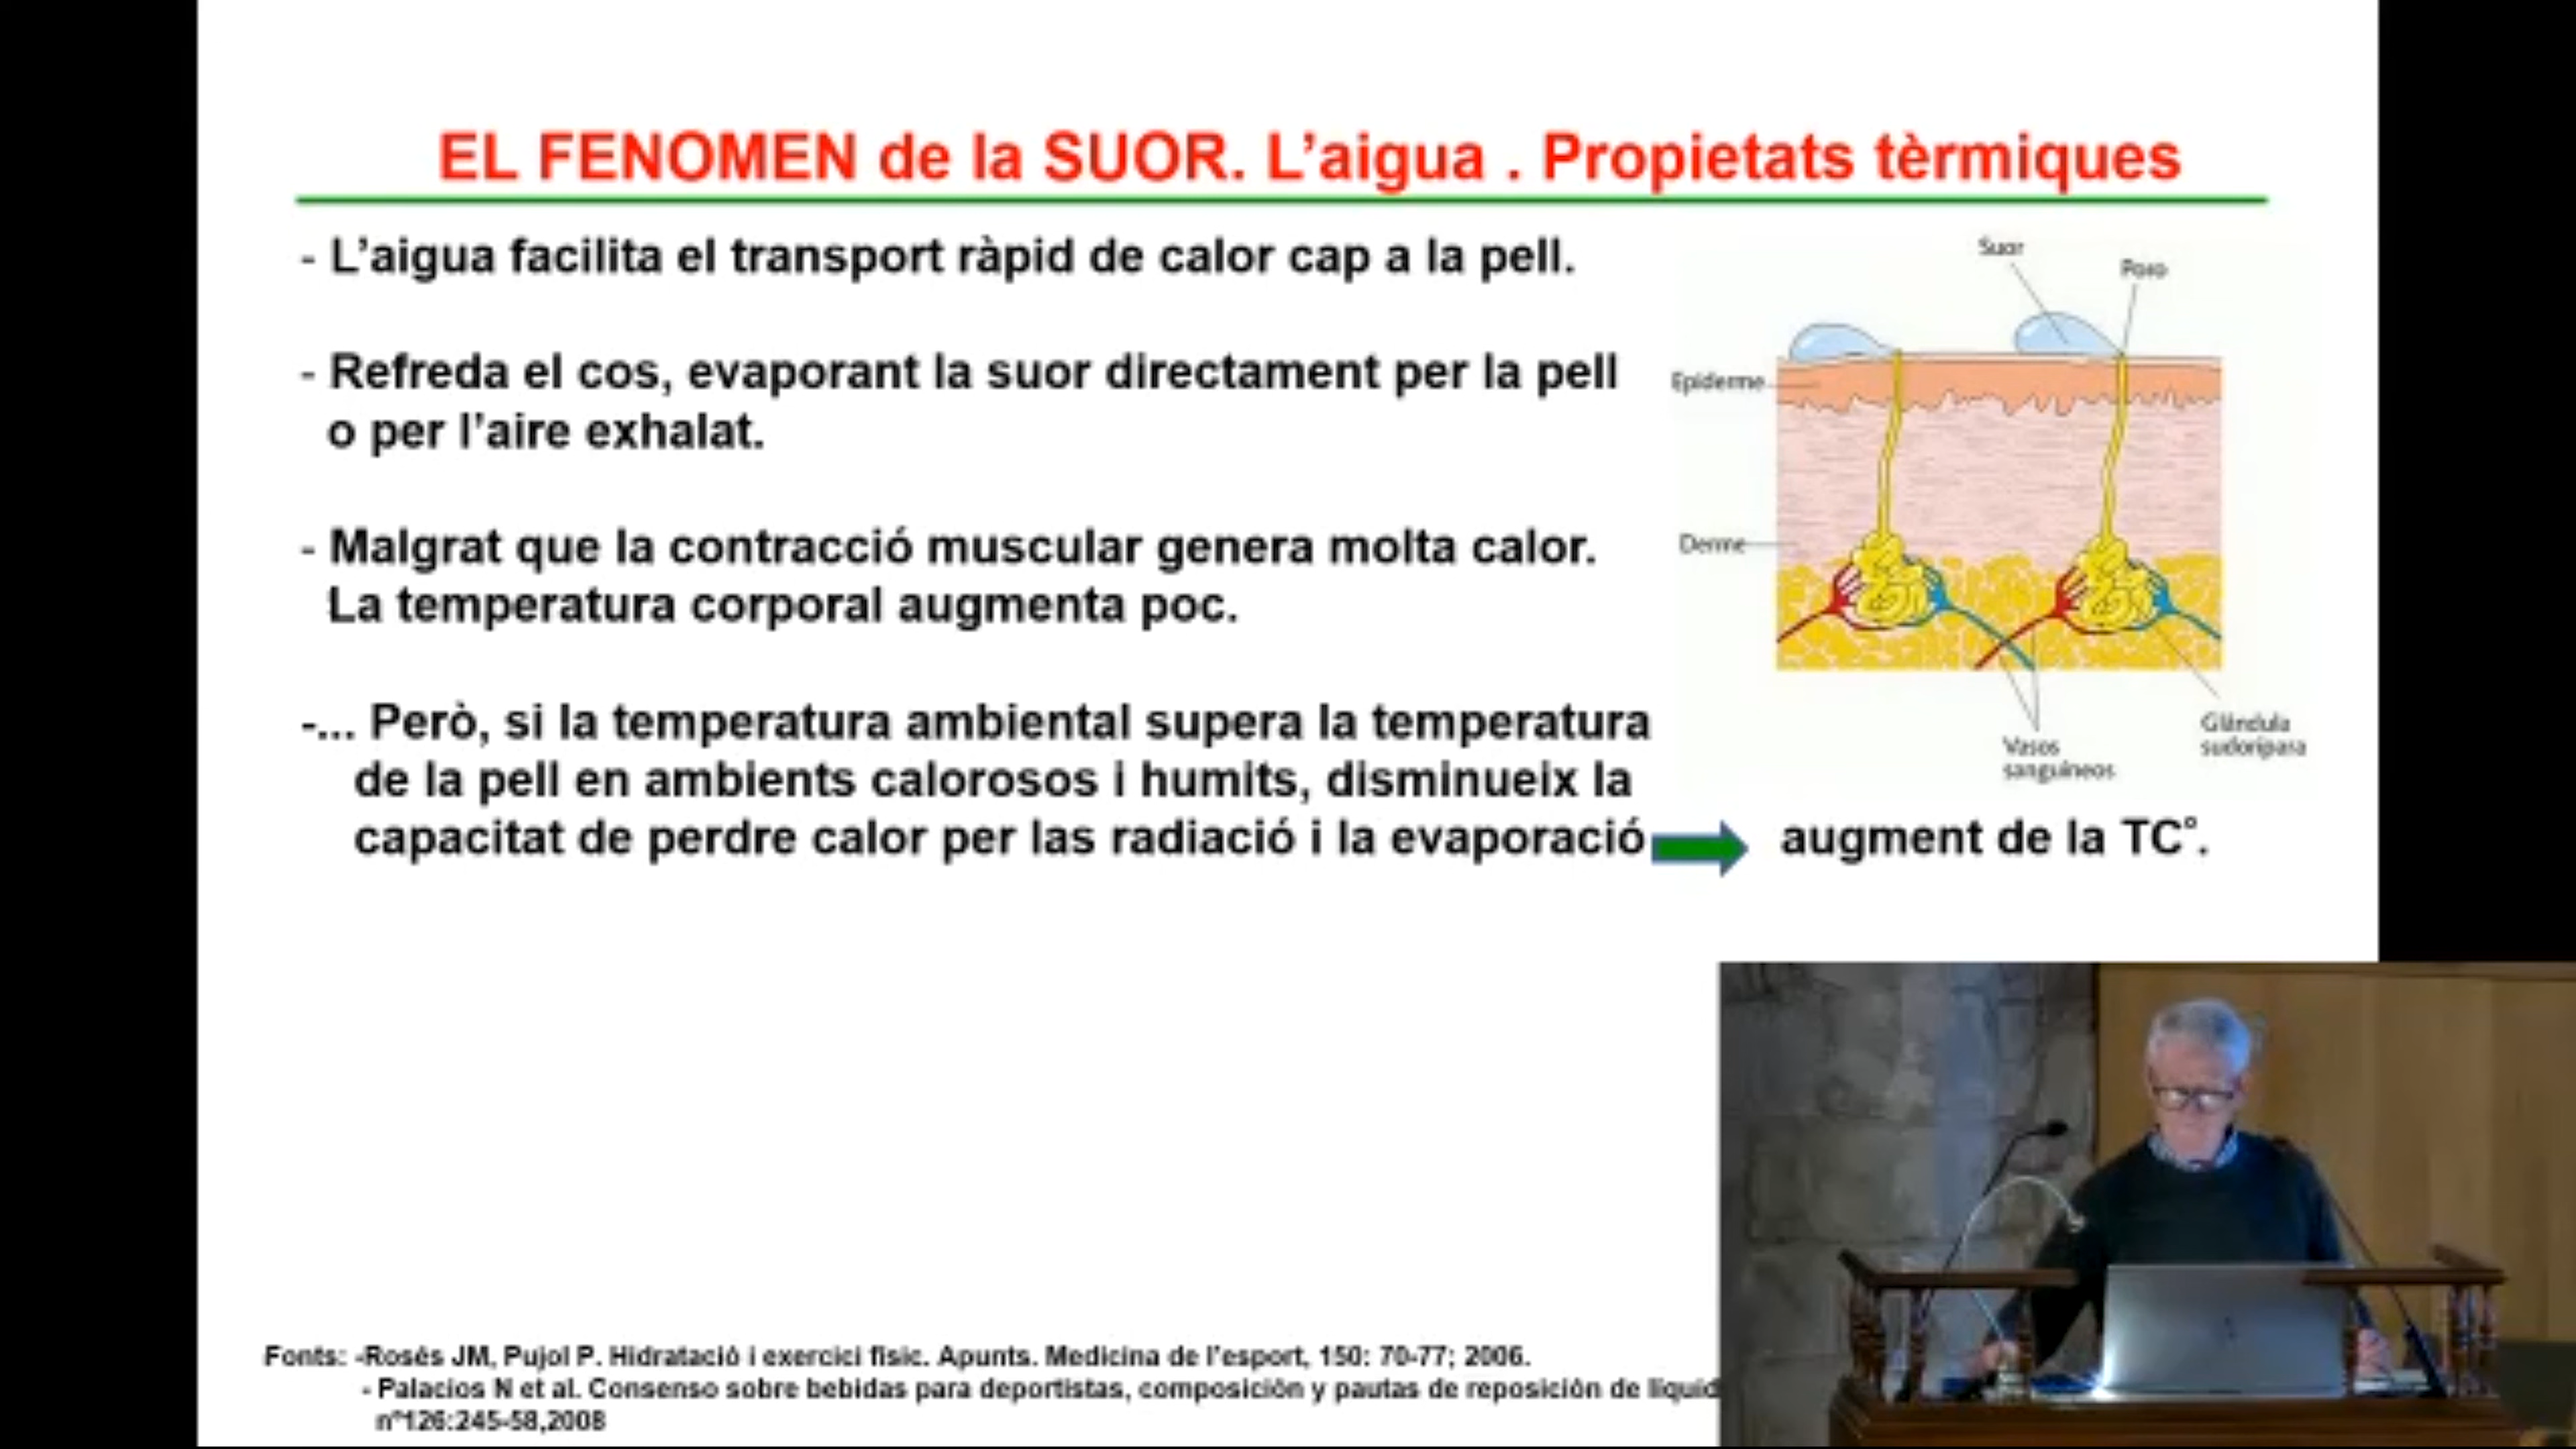 EL FENOMEN de la SUOR. L’aigua . Propietats tèrmiques
- L’aigua facilita el transport ràpid de calor cap a la pell.
- Refreda el cos, evaporant la suor directament per la pell
o per l’aire exhalat.
- Malgrat que la contracció muscular genera molta calor.
La temperatura corporal augmenta poc.
-... Però, si la temperatura ambiental supera la temperatura
de la pell en ambients calorosos i humits, disminueix la
capacitat de perdre calor per las radiació i la evaporació augment de la TC°.
Suor
Poro
Epiderme
Derme
Vasos
sanguíneos
Glándula
sudorípara
Fonts: -Rosés JM, Pujol P. Hidratació i exercici físic. Apunts. Medicina de l’esport, 150: 70-77; 2006.
- Palacios N et al. Consenso sobre bebidas para deportistas, composición y pautas de reposición de líquid
nº126:245-58,2008